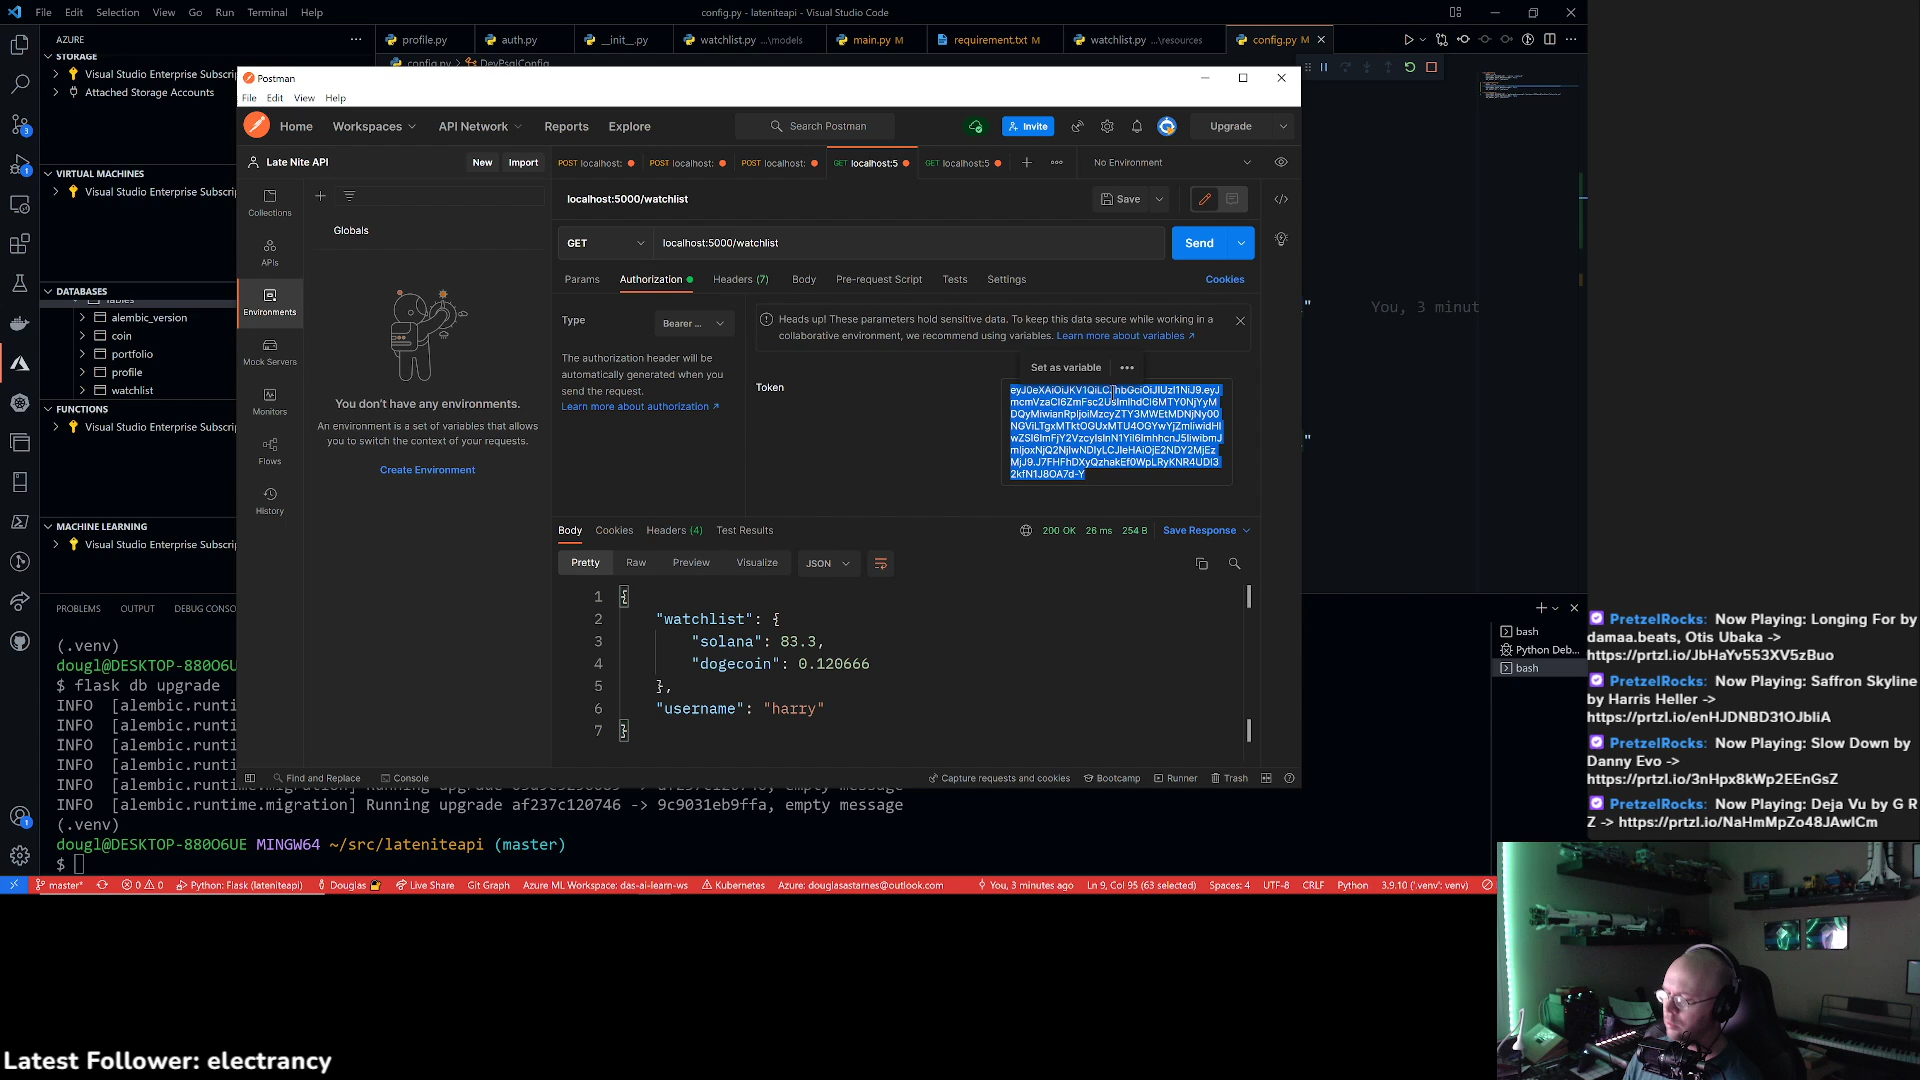 File Edit Selection View Go Run Terminal Help
config.py - lateniteapi - Visual Studio Code
AZURE
profile.py auth.py __init__.py watchlist.py ...\models main.py M requirement.txt M watchlist.py ...\resources config.py M
config.py > DevPsqlConfig
STORAGE
Visual Studio Enterprise Subscri
Attached Storage Accounts
VIRTUAL MACHINES
Visual Studio Enterprise Subscri
DATABASES
Tables
alembic_version
coin
portfolio
profile
watchlist
FUNCTIONS
Visual Studio Enterprise Subscri
MACHINE LEARNING
Visual Studio Enterprise Subscri
Postman
File Edit View Help
Home Workspaces API Network Reports Explore
Search Postman
Invite
Upgrade
Late Nite API
New Import
POST localhost: POST localhost: POST localhost: GET localhost:5 GET localhost:5
No Environment
Collections
APIs
Environments
Mock Servers
Monitors
Flows
History
Globals
You don't have any environments.
An environment is a set of variables that allows
you to switch the context of your requests.
Create Environment
localhost:5000/watchlist
Save
GET localhost:5000/watchlist
Send
Params Authorization Headers (7) Body Pre-request Script Tests Settings
Cookies
Type Bearer ...
The authorization header will be
automatically generated when you
send the request.
Learn more about authorization ↗
Heads up! These parameters hold sensitive data. To keep this data secure while working in a
collaborative environment, we recommend using variables. Learn more about variables ↗
Set as variable
Token
Body Cookies Headers (4) Test Results
200 OK 26 ms 254 B Save Response
Pretty Raw Preview Visualize JSON
1 {
2 "watchlist": {
3 "solana": 83.3,
4 "dogecoin": 0.120666
5 },
6 "username": "harry"
7 }
Find and Replace Console
Capture requests and cookies Bootcamp Runner Trash
You, 3 minut
PROBLEMS OUTPUT DEBUG CONSO
bash
Python Deb...
bash
(.venv)
dougl@DESKTOP-880O6U
$ flask db upgrade
INFO [alembic.runti
INFO [alembic.runti
INFO [alembic.runti
INFO [alembic.runti
INFO [alembic.runtime.migration] Running upgrade af237c120746 -> 9c9031eb9ffa, empty message
(.venv)
dougl@DESKTOP-880O6UE MINGW64 ~/src/lateniteapi (master)
$
master* 0 0 Python: Flask (lateniteapi) Douglas Live Share Git Graph Azure ML Workspace: das-ai-learn-ws Kubernetes Azure: douglasastarnes@outlook.com You, 3 minutes ago Ln 9, Col 95 (63 selected) Spaces: 4 UTF-8 CRLF Python 3.9.10 ('.venv': venv)
PretzelRocks: Now Playing: Longing For by
damaa.beats, Otis Ubaka ->
https://prtzl.io/JbHaYv553XV5zBuo
PretzelRocks: Now Playing: Saffron Skyline
by Harris Heller ->
https://prtzl.io/enHJDNBD31OJbliA
PretzelRocks: Now Playing: Slow Down by
Danny Evo ->
https://prtzl.io/3nHpx8kWp2EEnGsZ
PretzelRocks: Now Playing: Deja Vu by G R
Z -> https://prtzl.io/NaHmMpZo48JAwlCm
Latest Follower: electrancy